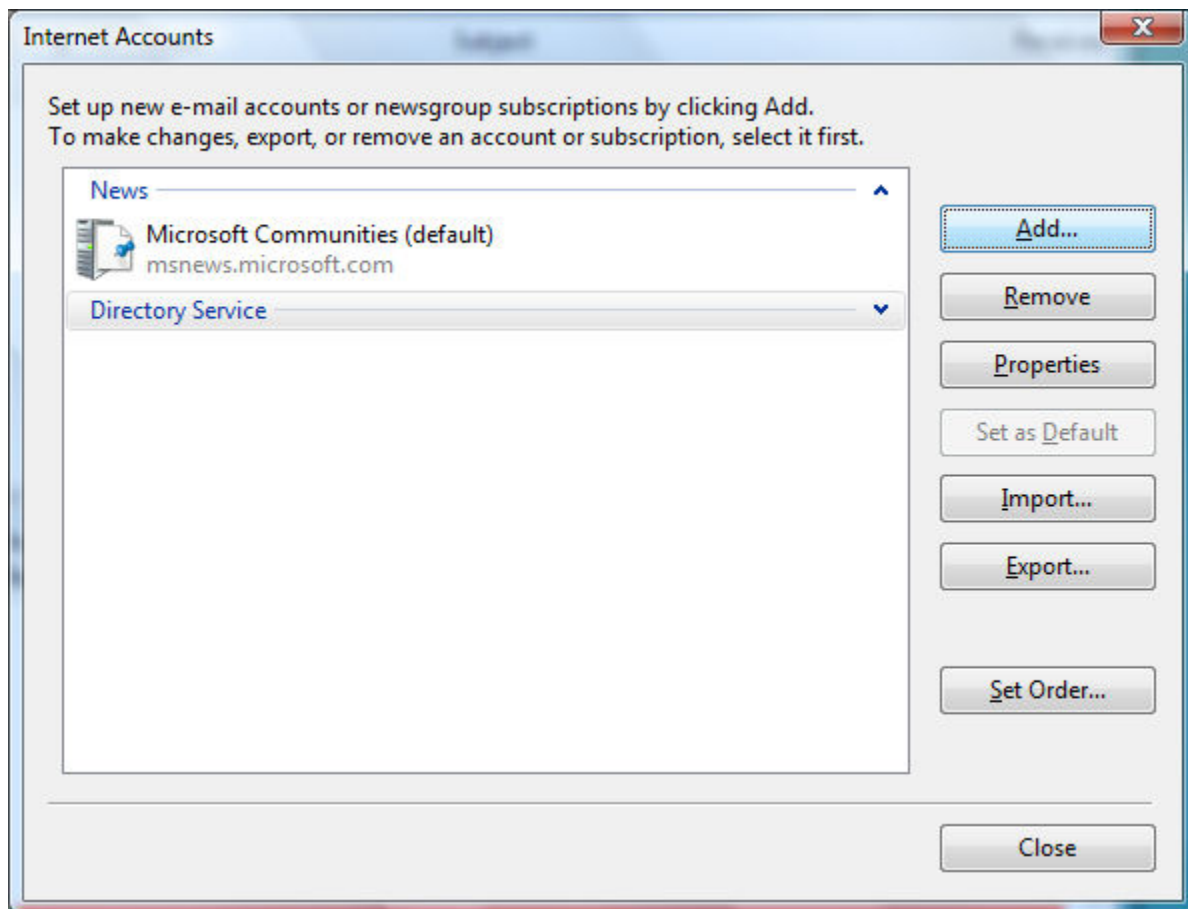 Internet Accounts
Subject
Set up new e-mail accounts or newsgroup subscriptions by clicking Add.
To make changes, export, or remove an account or subscription, select it first.
News
Microsoft Communities (default)
msnews.microsoft.com
Directory Service
Add...
Remove
Properties
Set as Default
Import...
Export...
Set Order...
Close